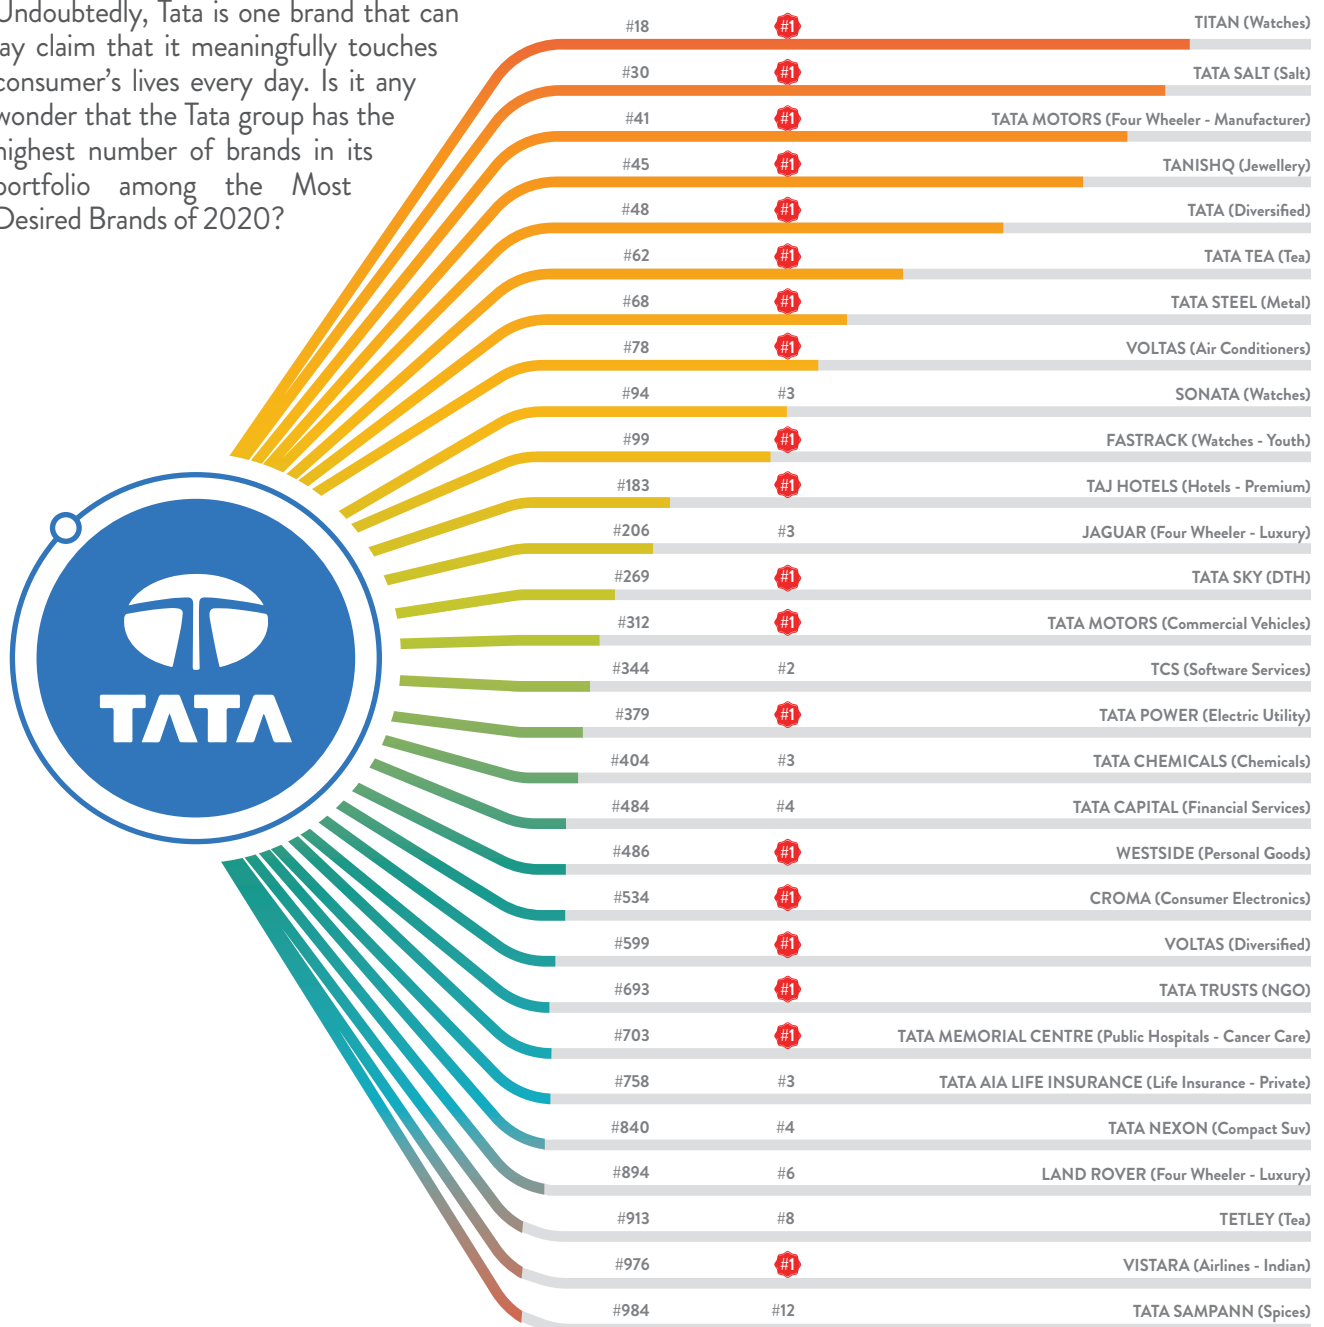 Undoubtedly, Tata is one brand that can
lay claim that it meaningfully touches
consumer's lives every day. Is it any
wonder that the Tata group has the
highest number of brands in its
portfolio among the Most
Desired Brands of 2020?
TATA
#18 #1 TITAN (Watches)
#30 #1 TATA SALT (Salt)
#41 #1 TATA MOTORS (Four Wheeler - Manufacturer)
#45 #1 TANISHQ (Jewellery)
#48 #1 TATA (Diversified)
#62 #1 TATA TEA (Tea)
#68 #1 TATA STEEL (Metal)
#78 #1 VOLTAS (Air Conditioners)
#94 #3 SONATA (Watches)
#99 #1 FASTRACK (Watches - Youth)
#183 #1 TAJ HOTELS (Hotels - Premium)
#206 #3 JAGUAR (Four Wheeler - Luxury)
#269 #1 TATA SKY (DTH)
#312 #1 TATA MOTORS (Commercial Vehicles)
#344 #2 TCS (Software Services)
#379 #1 TATA POWER (Electric Utility)
#404 #3 TATA CHEMICALS (Chemicals)
#484 #4 TATA CAPITAL (Financial Services)
#486 #1 WESTSIDE (Personal Goods)
#534 #1 CROMA (Consumer Electronics)
#599 #1 VOLTAS (Diversified)
#693 #1 TATA TRUSTS (NGO)
#703 #1 TATA MEMORIAL CENTRE (Public Hospitals - Cancer Care)
#758 #3 TATA AIA LIFE INSURANCE (Life Insurance - Private)
#840 #4 TATA NEXON (Compact Suv)
#894 #6 LAND ROVER (Four Wheeler - Luxury)
#913 #8 TETLEY (Tea)
#976 #1 VISTARA (Airlines - Indian)
#984 #12 TATA SAMPANN (Spices)